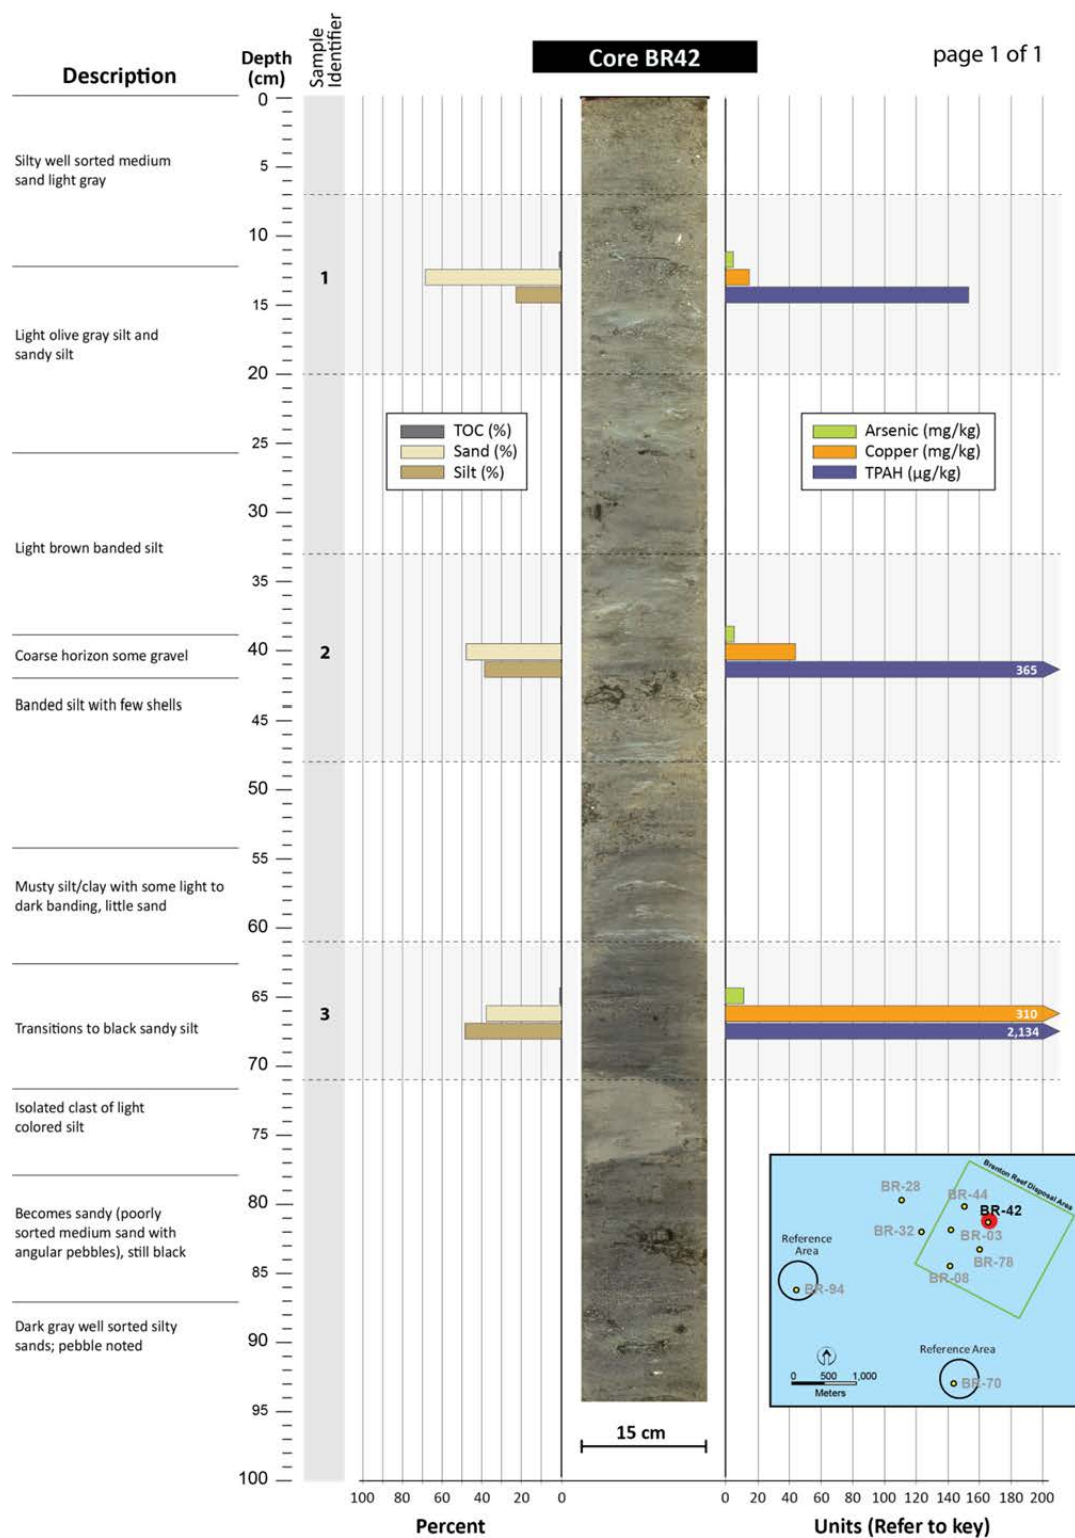 Core BR42
page 1 of 1
Description
Depth
(cm)
Sample
Identifier
0
5
10
15
20
25
30
35
40
45
50
55
60
65
70
75
80
85
90
95
100
Silty well sorted medium
sand light gray
Light olive gray silt and
sandy silt
Light brown banded silt
Coarse horizon some gravel
Banded silt with few shells
Musty silt/clay with some light to
dark banding, little sand
Transitions to black sandy silt
Isolated clast of light
colored silt
Becomes sandy (poorly
sorted medium sand with
angular pebbles), still black
Dark gray well sorted silty
sands; pebble noted
1
2
3
TOC (%)
Sand (%)
Silt (%)
Arsenic (mg/kg)
Copper (mg/kg)
TPAH (µg/kg)
365
310
2,134
Brenton Reef Disposal Area
BR-28
BR-44
BR-42
BR-32
BR-03
BR-78
BR-08
Reference
Area
BR-94
Reference Area
BR-70
0 500 1,000
Meters
15 cm
100 80 60 40 20 0
Percent
0 20 40 60 80 100 120 140 160 180 200
Units (Refer to key)